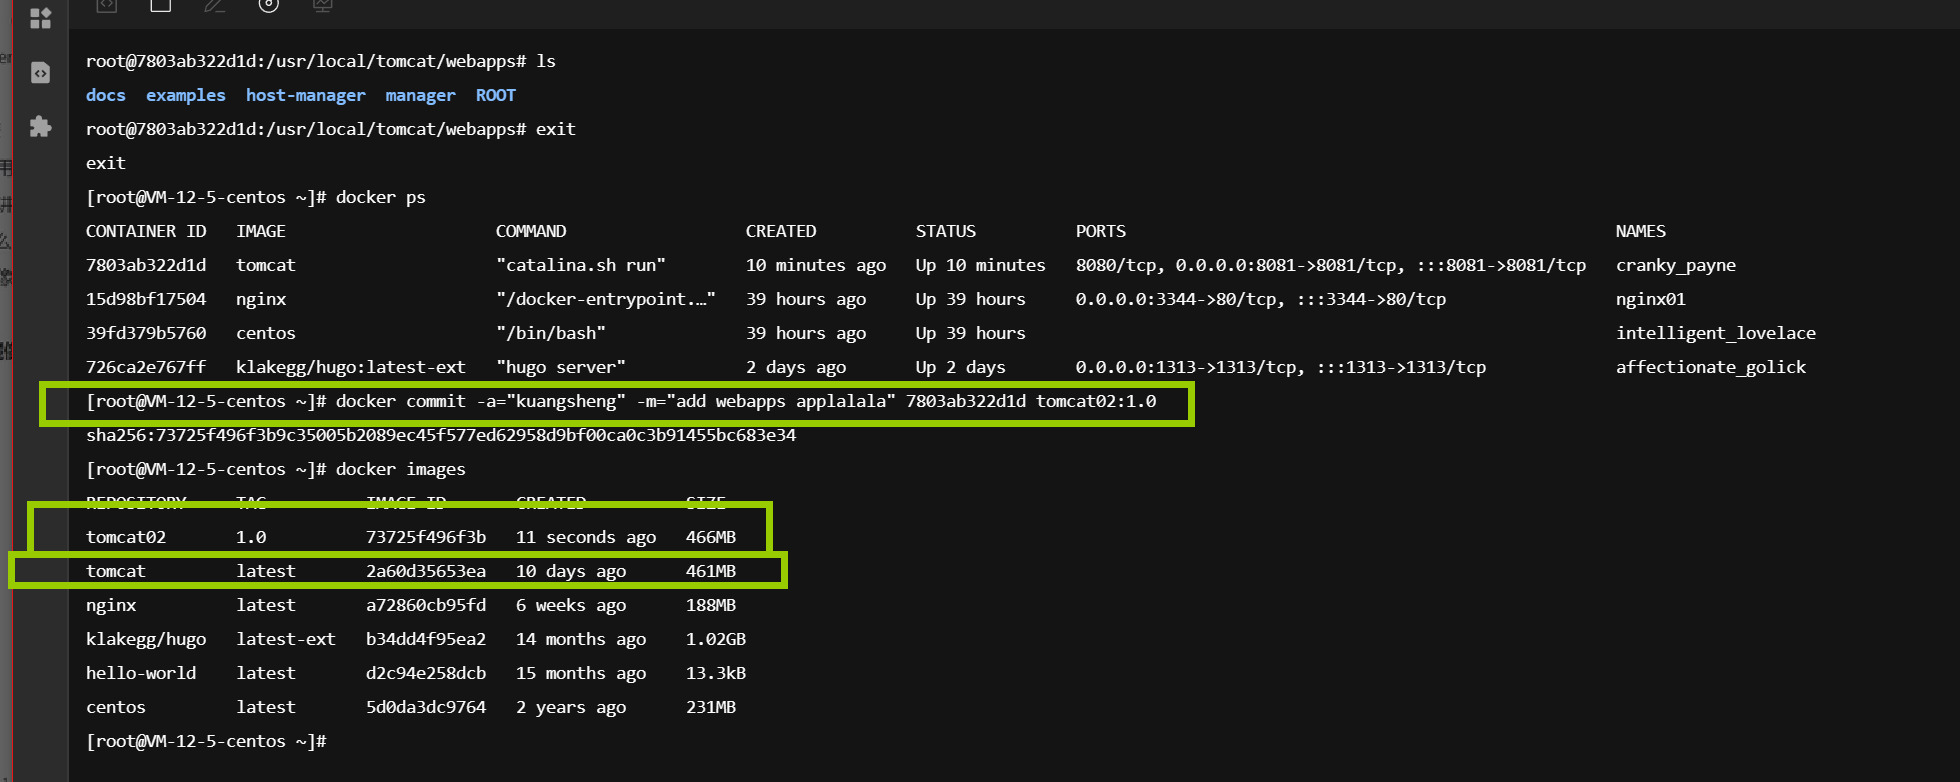 root@7803ab322d1d:/usr/local/tomcat/webapps# ls
docs  examples  host-manager  manager  ROOT
root@7803ab322d1d:/usr/local/tomcat/webapps# exit
exit
[root@VM-12-5-centos ~]# docker ps
CONTAINER ID   IMAGE                     COMMAND                  CREATED          STATUS          PORTS                                                 NAMES
7803ab322d1d   tomcat                    "catalina.sh run"        10 minutes ago   Up 10 minutes   8080/tcp, 0.0.0.0:8081->8081/tcp, :::8081->8081/tcp   cranky_payne
15d98bf17504   nginx                     "/docker-entrypoint.…"   39 hours ago     Up 39 hours     0.0.0.0:3344->80/tcp, :::3344->80/tcp                 nginx01
39fd379b5760   centos                    "/bin/bash"              39 hours ago     Up 39 hours                                                           intelligent_lovelace
726ca2e767ff   klakegg/hugo:latest-ext   "hugo server"            2 days ago       Up 2 days       0.0.0.0:1313->1313/tcp, :::1313->1313/tcp             affectionate_golick
[root@VM-12-5-centos ~]# docker commit -a="kuangsheng" -m="add webapps applalala" 7803ab322d1d tomcat02:1.0
sha256:73725f496f3b9c35005b2089ec45f577ed62958d9bf00ca0c3b91455bc683e34
[root@VM-12-5-centos ~]# docker images
REPOSITORY     TAG          IMAGE ID       CREATED          SIZE
tomcat02       1.0          73725f496f3b   11 seconds ago   466MB
tomcat         latest       2a60d35653ea   10 days ago      461MB
nginx          latest       a72860cb95fd   6 weeks ago      188MB
klakegg/hugo   latest-ext   b34dd4f95ea2   14 months ago    1.02GB
hello-world    latest       d2c94e258dcb   15 months ago    13.3kB
centos         latest       5d0da3dc9764   2 years ago      231MB
[root@VM-12-5-centos ~]#